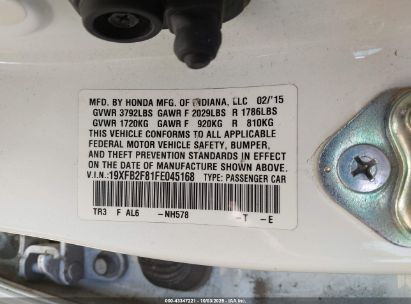 MFD. BY HONDA MFG. OF INDIANA, LLC 02/'15
GVWR 3792LBS GAWR F 2029LBS R 1786LBS
GVWR 1720KG GAWR F 920KG R 810KG
THIS VEHICLE CONFORMS TO ALL APPLICABLE
FEDERAL MOTOR VEHICLE SAFETY, BUMPER,
AND THEFT PREVENTION STANDARDS IN EFFECT
ON THE DATE OF MANUFACTURE SHOWN ABOVE.
V.I.N.:19XFB2F81FE045168 TYPE:PASSENGER CAR
TR3 F AL6 -NH578 -T -E